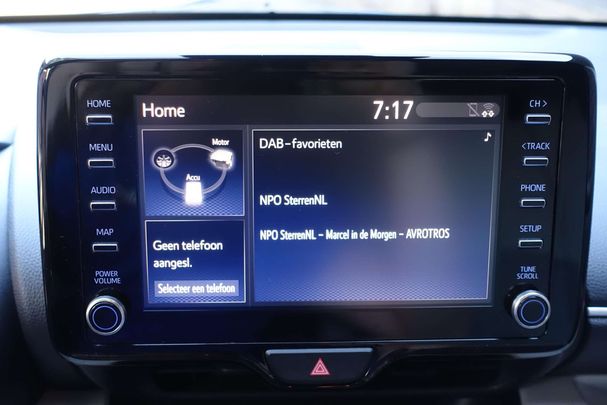 Home
7:17
HOME
MENU
AUDIO
MAP
POWER
VOLUME
Motor
Accu
Geen telefoon
aangesl.
Selecteer een telefoon
DAB-favorieten
NPO SterrenNL
NPO SterrenNL - Marcel in de Morgen - AVROTROS
CH >
< TRACK
PHONE
SETUP
TUNE
SCROLL